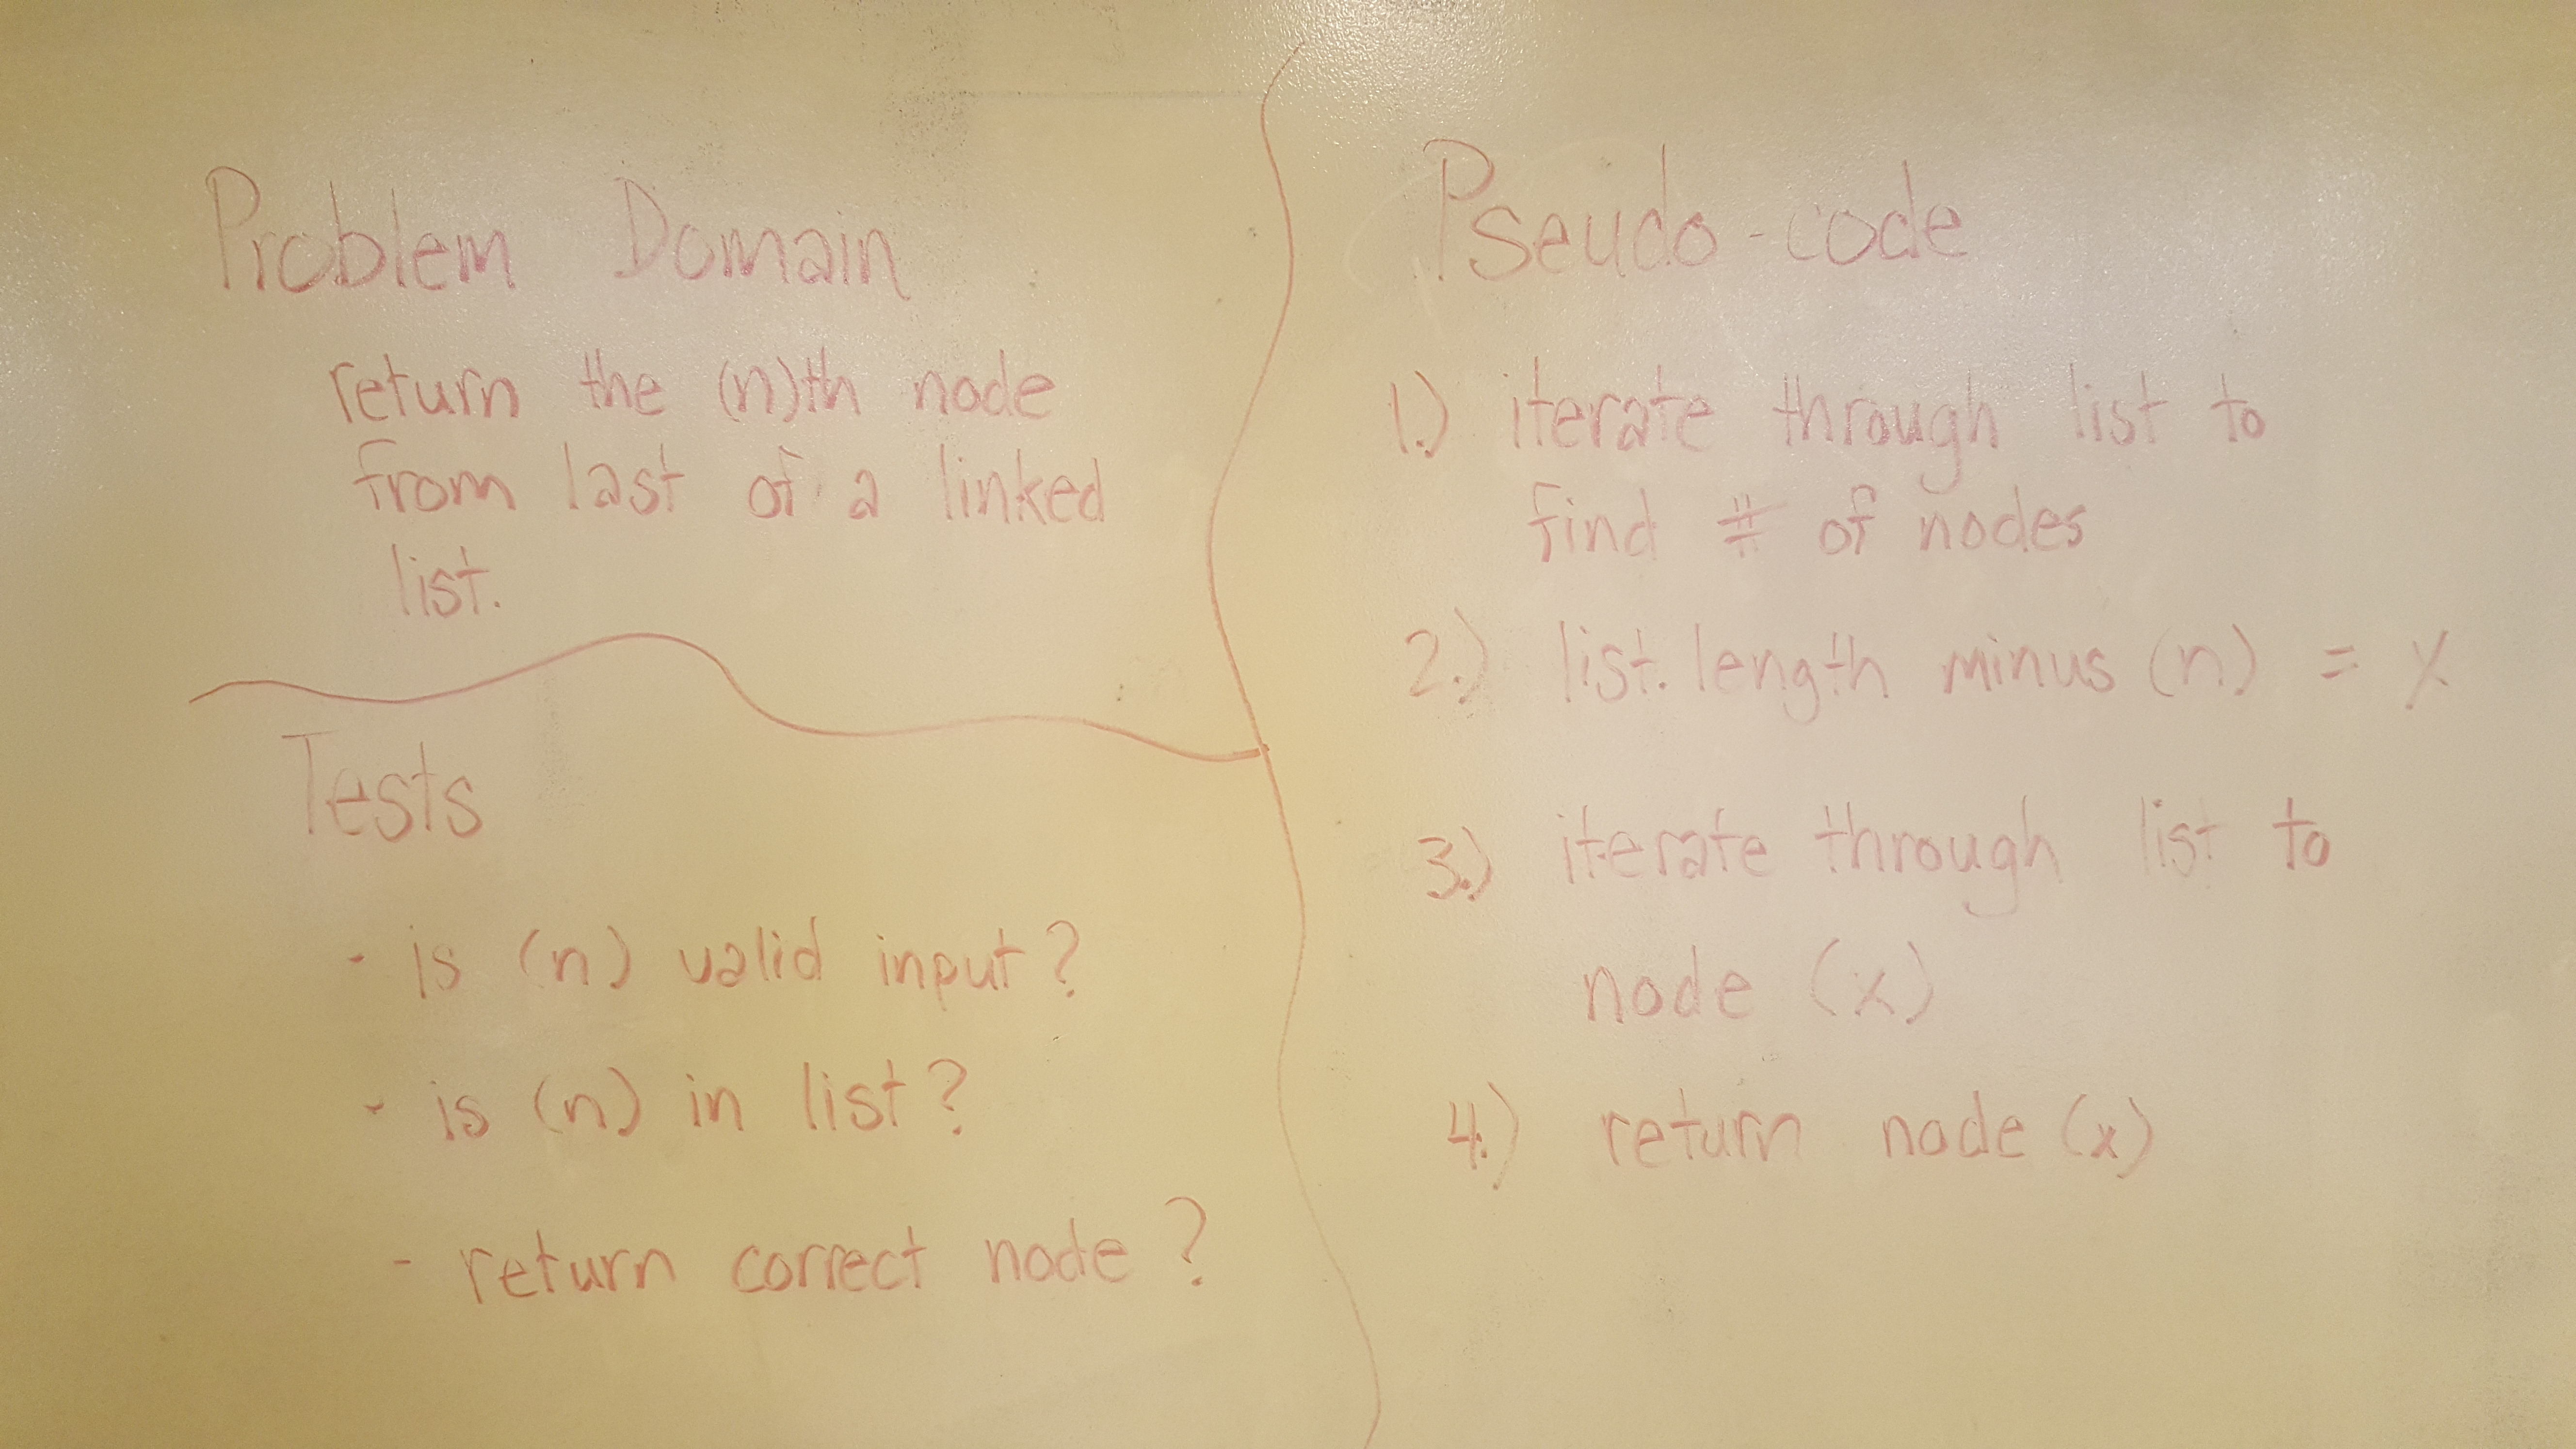 Problem Domain
return the (n)th node
from last of a linked
list.
Tests
- is (n) valid input?
- is (n) in list?
- return correct node?
Pseudo-code
1.) iterate through list to
find # of nodes
2.) list.length minus (n) = x
3.) iterate through list to
node (x)
4.) return node (x)